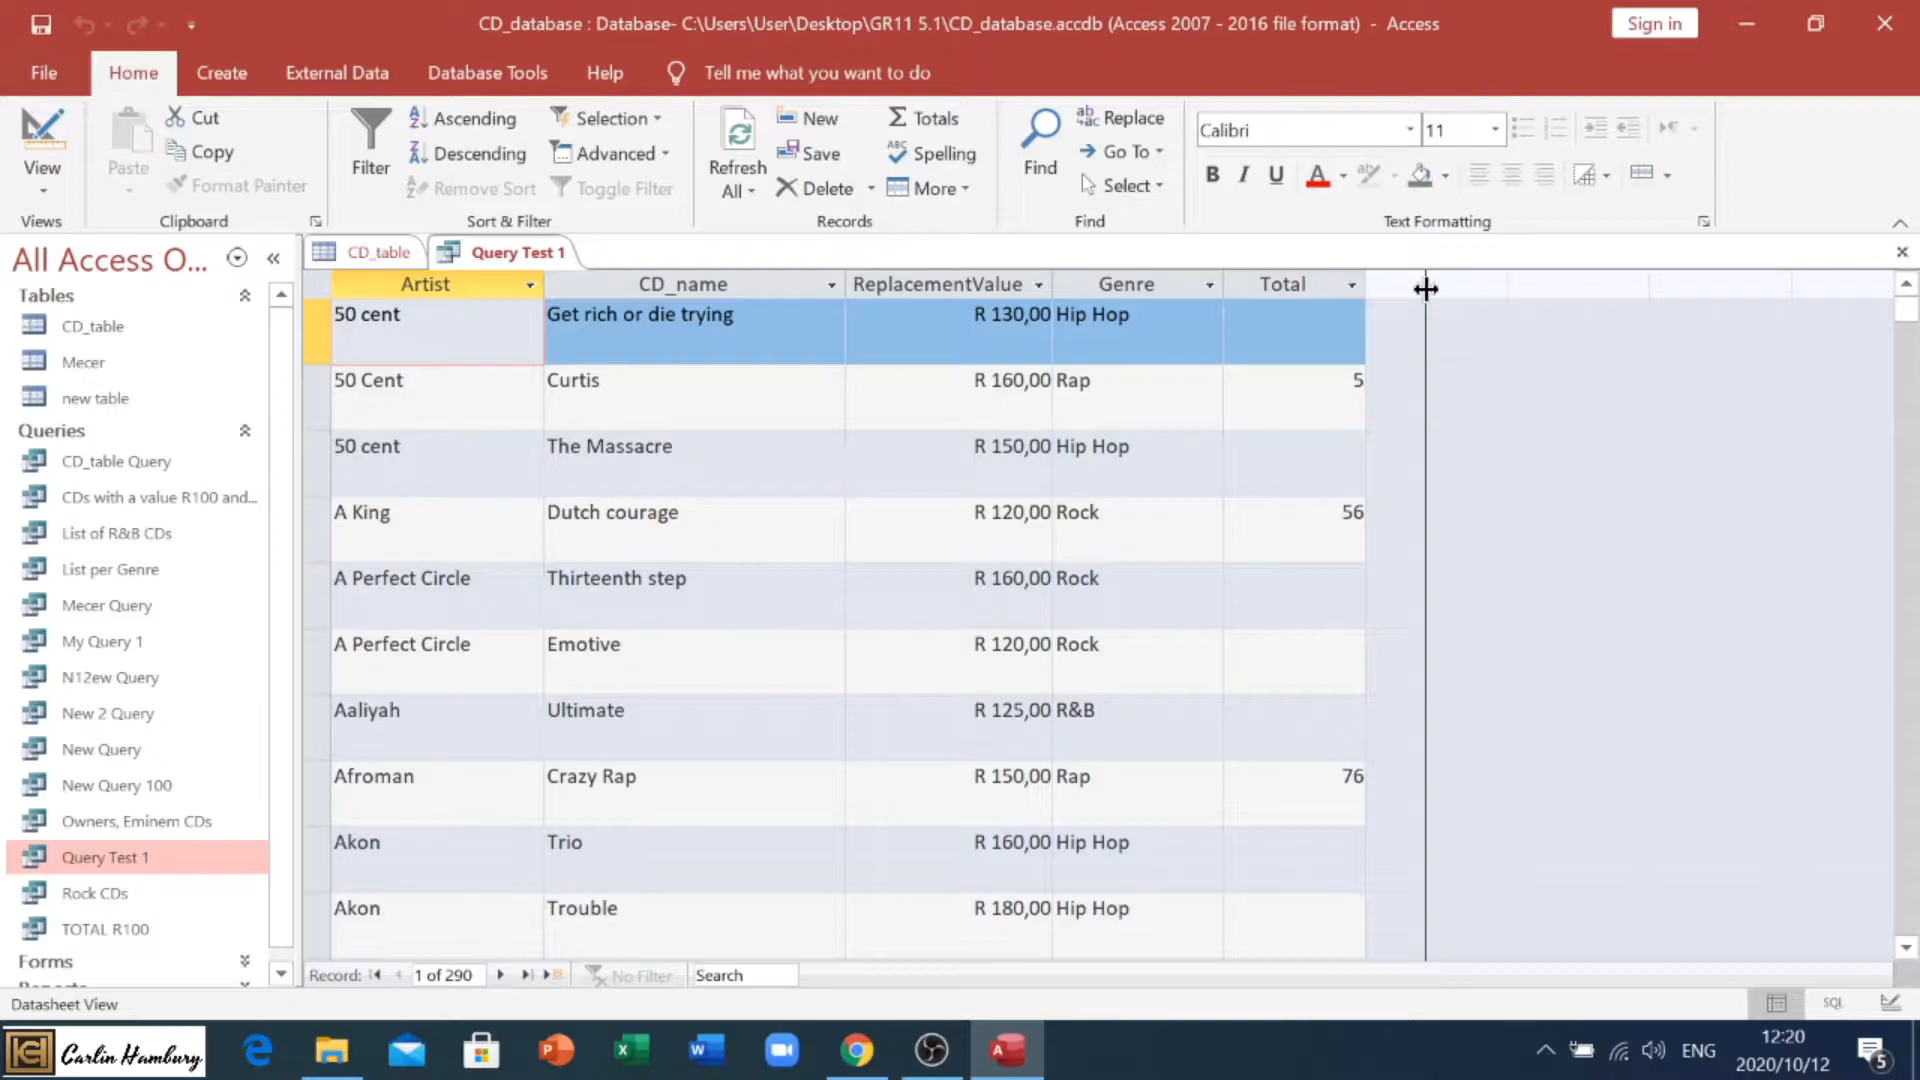 CD_database : Database- C:\Users\User\Desktop\GR11 5.1\CD_database.accdb (Access 2007 - 2016 file format) - Access
Sign in
File Home Create External Data Database Tools Help Tell me what you want to do
View
Views
Paste
Cut
Copy
Format Painter
Clipboard
Filter
Ascending
Descending
Remove Sort
Selection
Advanced
Toggle Filter
Sort & Filter
Refresh
All
New
Save
Delete
Totals
Spelling
More
Records
Find
Replace
Go To
Select
Find
Calibri 11
B I U A
Text Formatting
All Access O...
Tables
CD_table
Mecer
new table
Queries
CD_table Query
CDs with a value R100 and...
List of R&B CDs
List per Genre
Mecer Query
My Query 1
N12ew Query
New 2 Query
New Query
New Query 100
Owners, Eminem CDs
Query Test 1
Rock CDs
TOTAL R100
Forms
CD_table Query Test 1
Artist CD_name ReplacementValue Genre Total
50 cent Get rich or die trying R 130,00 Hip Hop
50 Cent Curtis R 160,00 Rap 5
50 cent The Massacre R 150,00 Hip Hop
A King Dutch courage R 120,00 Rock 56
A Perfect Circle Thirteenth step R 160,00 Rock
A Perfect Circle Emotive R 120,00 Rock
Aaliyah Ultimate R 125,00 R&B
Afroman Crazy Rap R 150,00 Rap 76
Akon Trio R 160,00 Hip Hop
Akon Trouble R 180,00 Hip Hop
Record: 1 of 290 No Filter Search
Datasheet View
SQL
Carlin Hambury
ENG
12:20
2020/10/12
5